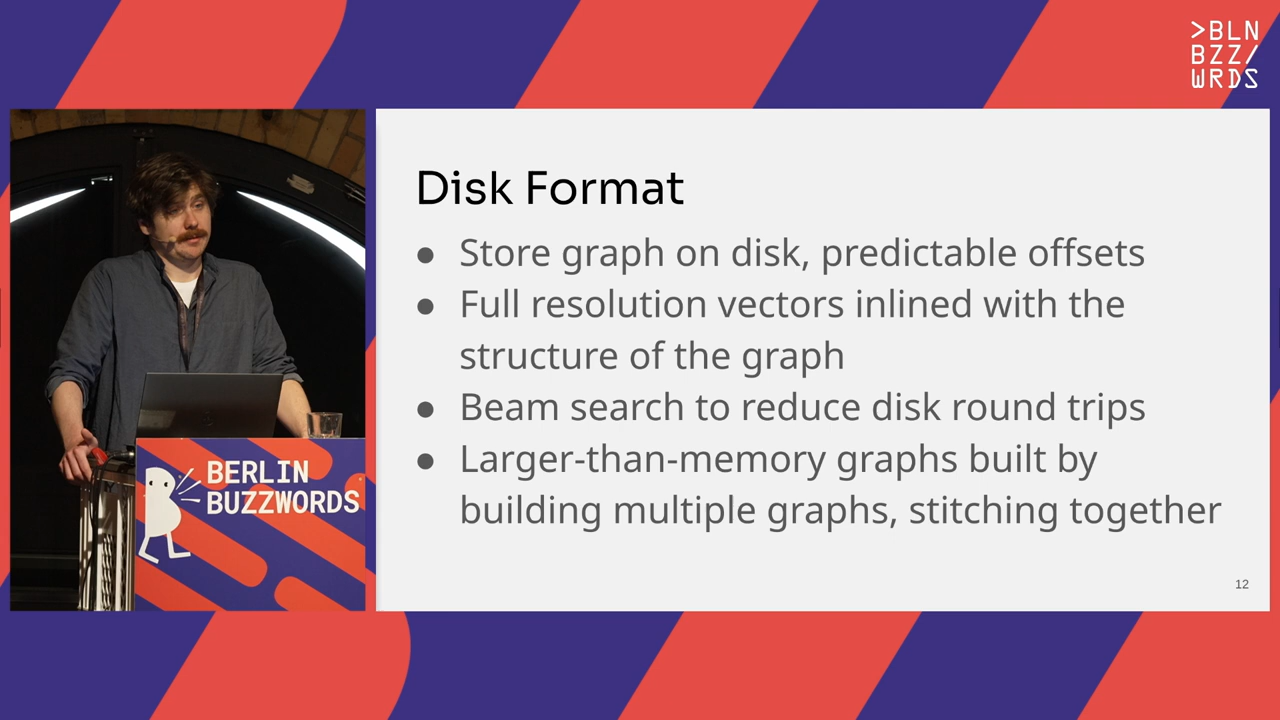 >BLN
BZZ/
WRDS
Disk Format
● Store graph on disk, predictable offsets
● Full resolution vectors inlined with the
structure of the graph
● Beam search to reduce disk round trips
● Larger-than-memory graphs built by
building multiple graphs, stitching together
12
BERLIN
BUZZWORDS